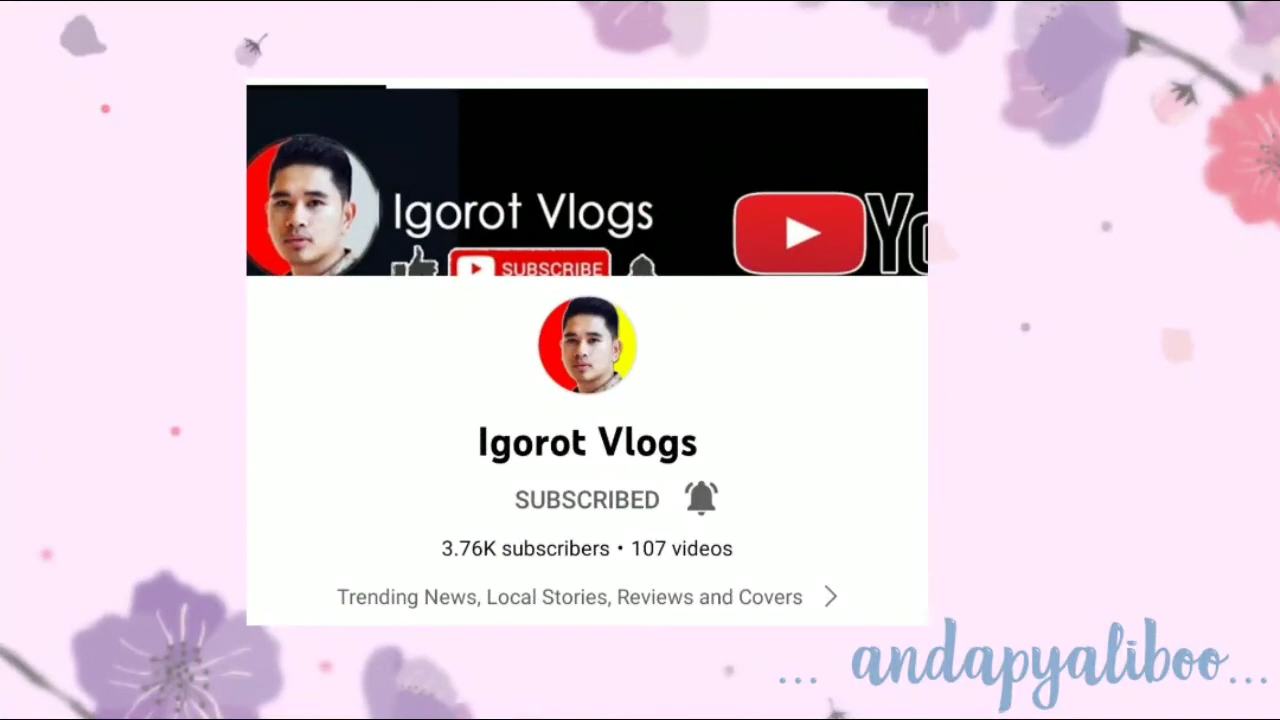 Igorot Vlogs
SUBSCRIBE
Yo
Igorot Vlogs
SUBSCRIBED
3.76K subscribers • 107 videos
Trending News, Local Stories, Reviews and Covers
... andapyaliboo...